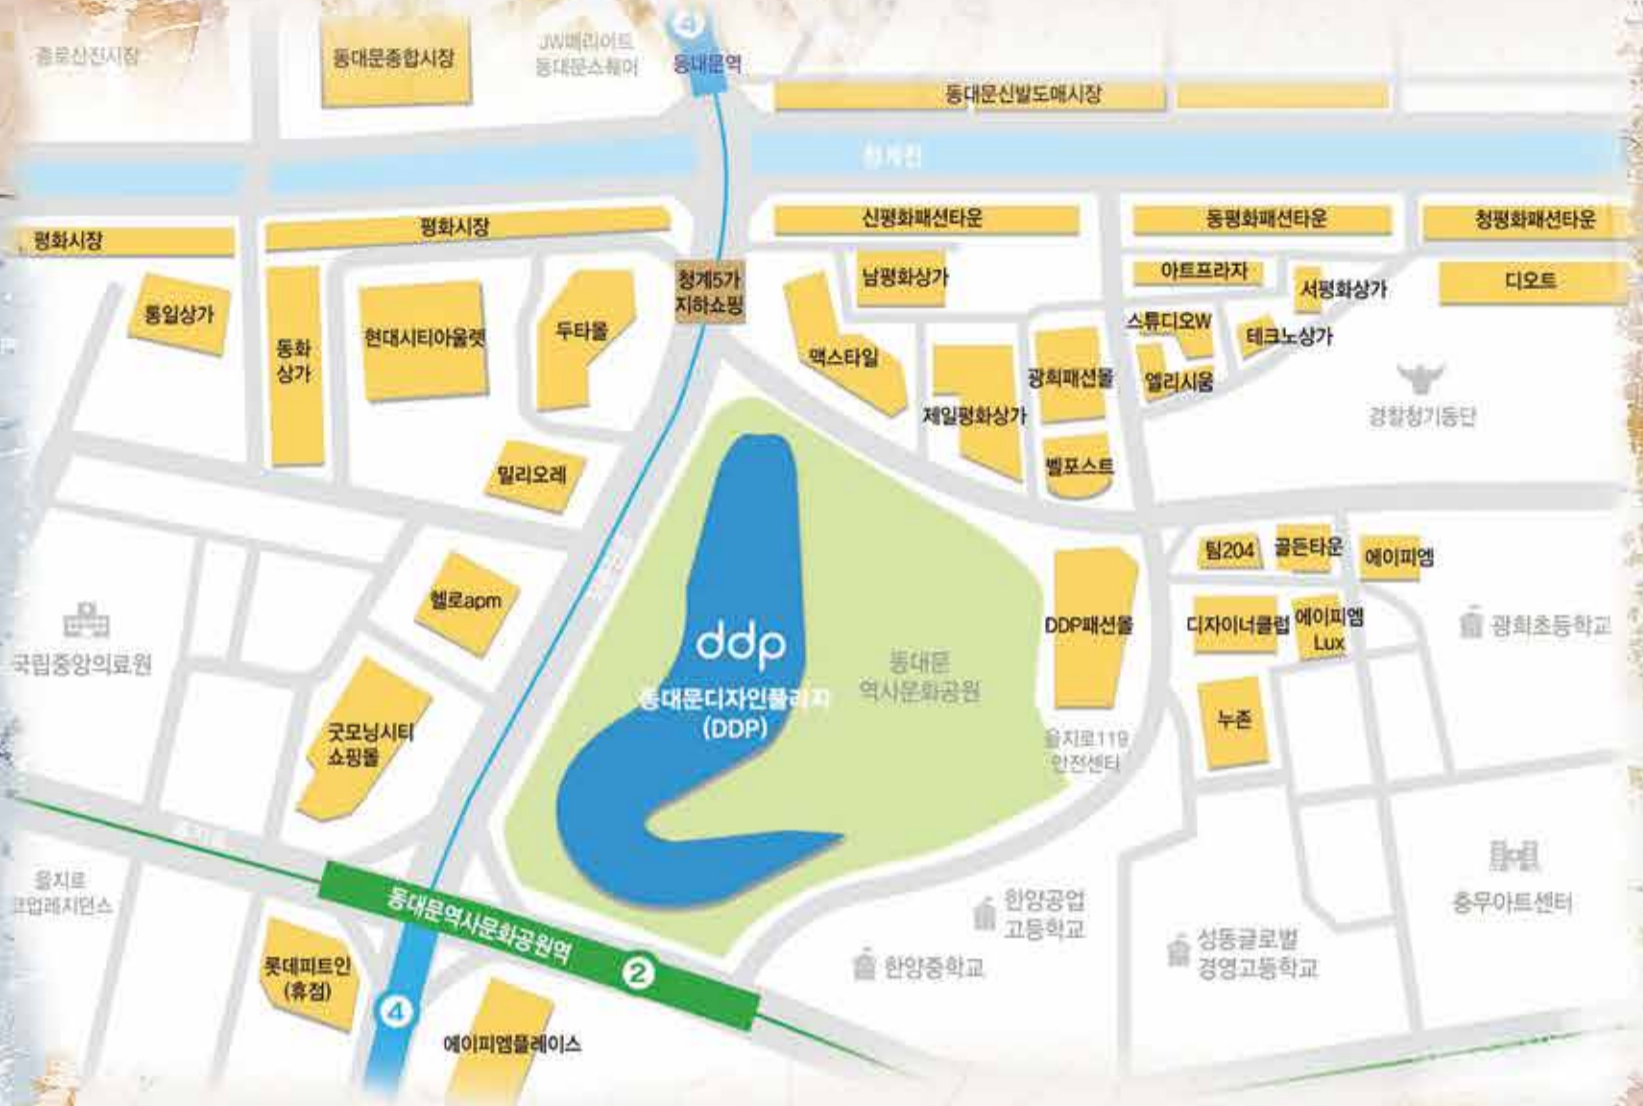 종로신진시장
동대문종합시장
JW메리어트
동대문스퀘어
4
동대문역
동대문신발도매시장
청계천
평화시장
평화시장
신평화패션타운
동평화패션타운
청평화패션타운
통일상가
동화
상가
현대시티아울렛
두타몰
청계5가
지하쇼핑
맥스타일
남평화상가
아트프라자
서평화상가
디오트
스튜디오W
테크노상가
광희패션몰
엘리시움
제일평화상가
경찰청기동단
밀리오레
벨포스트
헬로apm
팀204
골든타운
에이피엠
국립중앙의료원
ddp
동대문디자인플라자
(DDP)
동대문
역사문화공원
DDP패션몰
디자이너클럽
에이피엠
Lux
광희초등학교
굿모닝시티
쇼핑몰
을지로119
안전센터
누존
을지로
을지로
코업레지던스
동대문역사문화공원역
2
한양공업
고등학교
충무아트센터
롯데피트인
(휴점)
한양중학교
성동글로벌
경영고등학교
4
에이피엠플레이스